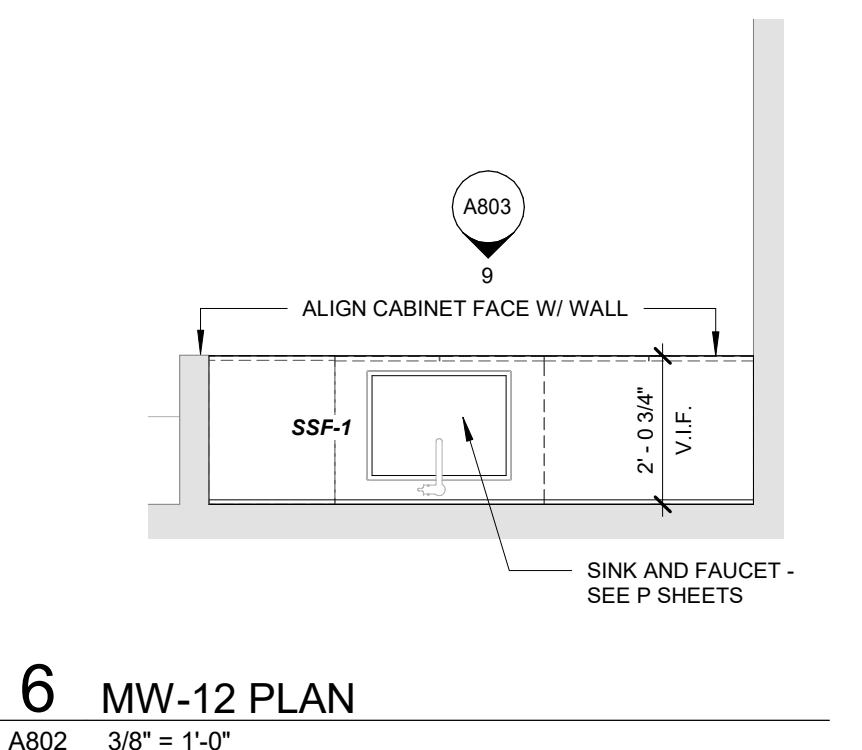 A803
9
ALIGN CABINET FACE W/ WALL
SSF-1
2' - 0 3/4"
V.I.F.
SINK AND FAUCET -
SEE P SHEETS
6 MW-12 PLAN
A802 3/8" = 1'-0"